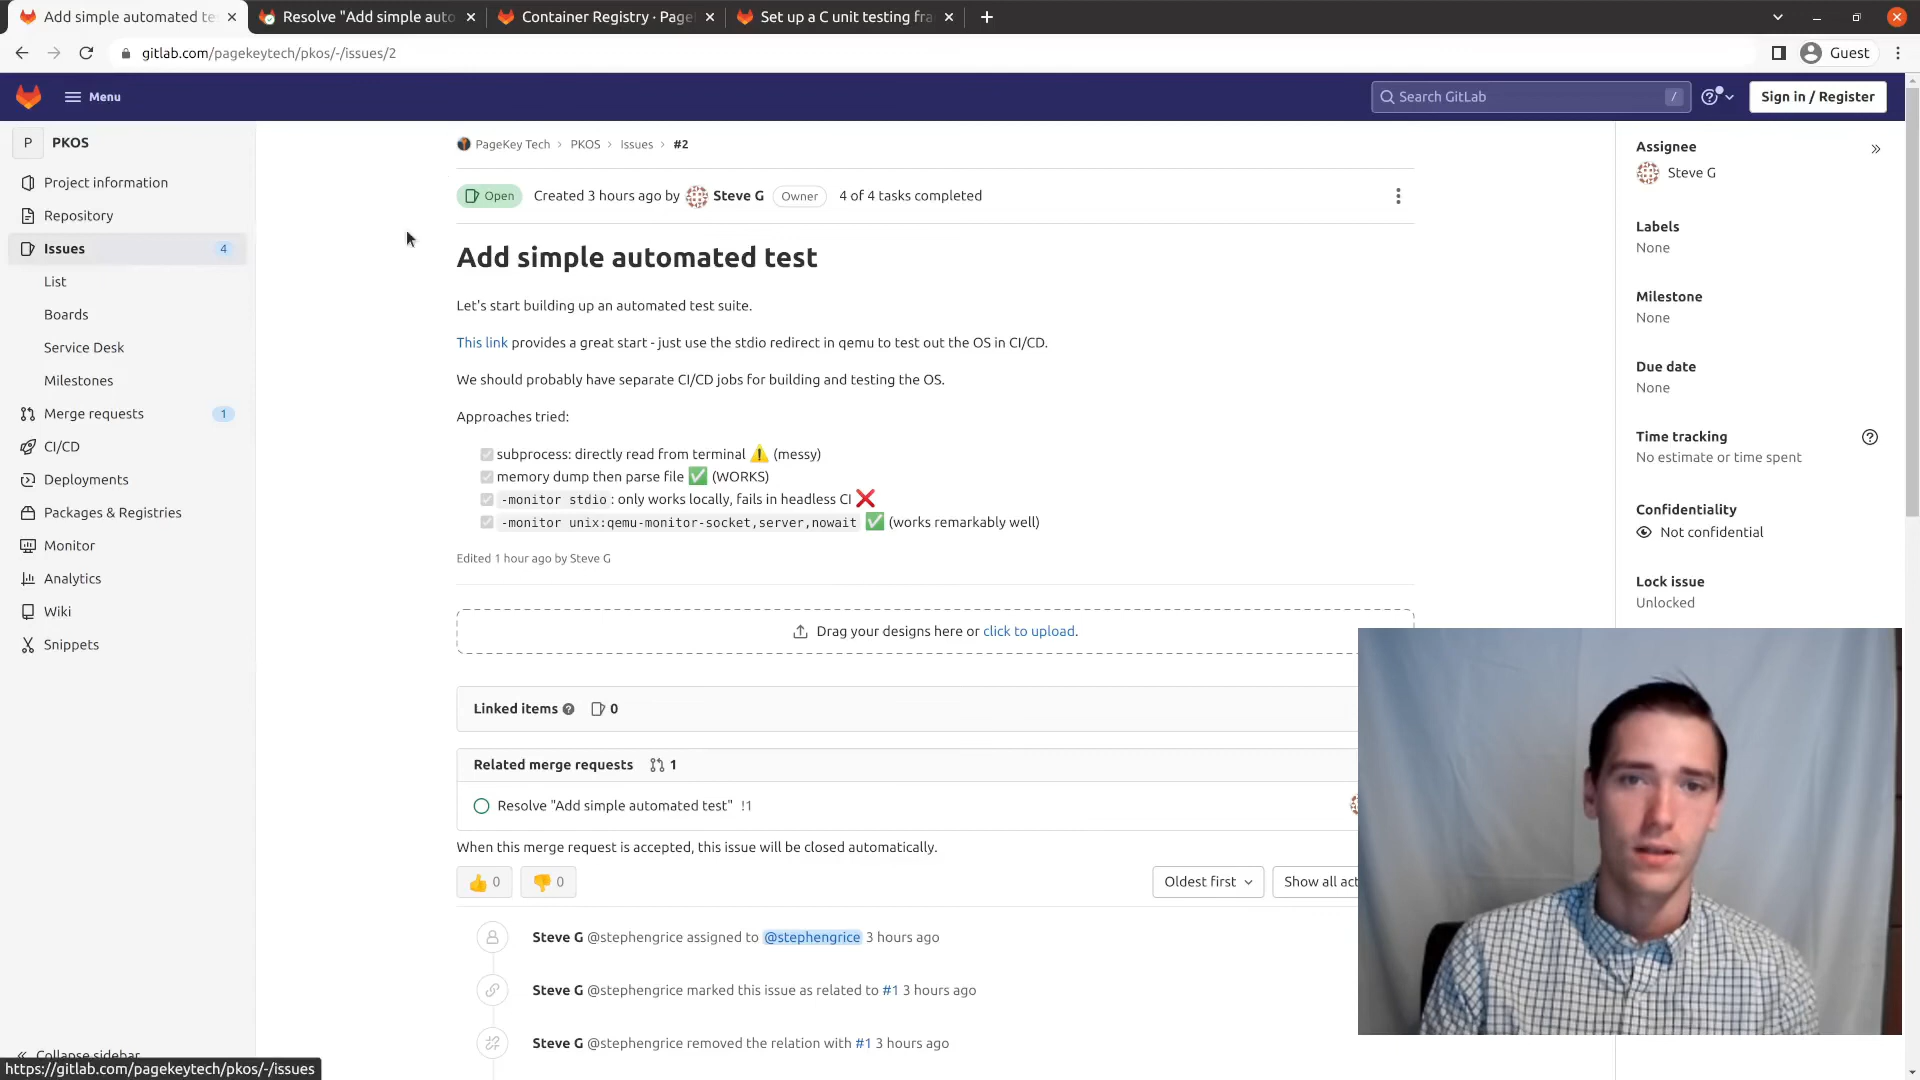 Add simple automated te
Resolve "Add simple auto
Container Registry · Page
Set up a C unit testing fra
gitlab.com/pagekeytech/pkos/-/issues/2
Guest
Menu
Search GitLab
/
Sign in / Register
P PKOS
Project information
Repository
Issues 4
List
Boards
Service Desk
Milestones
Merge requests 1
CI/CD
Deployments
Packages & Registries
Monitor
Analytics
Wiki
Snippets
Collapse sidebar
https://gitlab.com/pagekeytech/pkos/-/issues
PageKey Tech › PKOS › Issues › #2
Open Created 3 hours ago by Steve G Owner 4 of 4 tasks completed
Add simple automated test
Let's start building up an automated test suite.
This link provides a great start - just use the stdio redirect in qemu to test out the OS in CI/CD.
We should probably have separate CI/CD jobs for building and testing the OS.
Approaches tried:
subprocess: directly read from terminal ⚠️ (messy)
memory dump then parse file ✅ (WORKS)
-monitor stdio : only works locally, fails in headless CI ❌
-monitor unix:qemu-monitor-socket,server,nowait ✅ (works remarkably well)
Edited 1 hour ago by Steve G
Drag your designs here or click to upload.
Linked items 0
Related merge requests 1
Resolve "Add simple automated test" !1
When this merge request is accepted, this issue will be closed automatically.
👍 0 👎 0
Oldest first
Show all act
Steve G @stephengrice assigned to @stephengrice 3 hours ago
Steve G @stephengrice marked this issue as related to #1 3 hours ago
Steve G @stephengrice removed the relation with #1 3 hours ago
Assignee
Steve G
Labels
None
Milestone
None
Due date
None
Time tracking
No estimate or time spent
Confidentiality
Not confidential
Lock issue
Unlocked